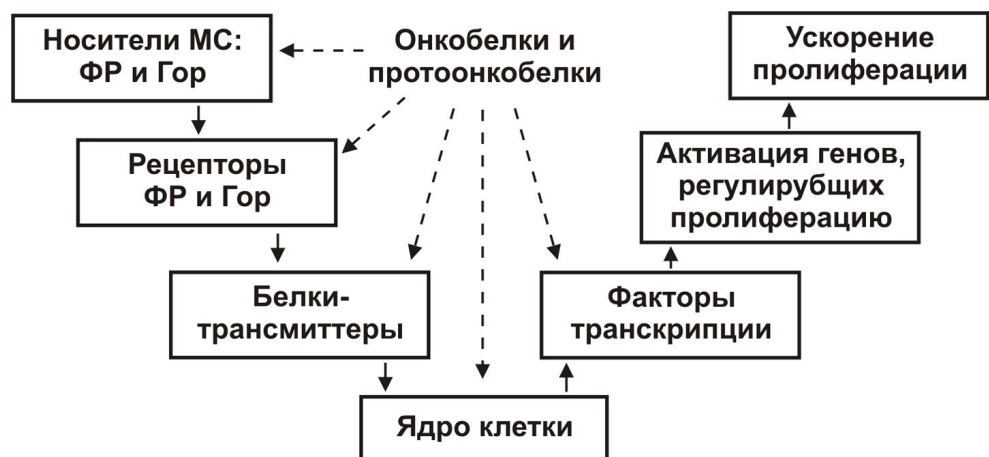 Носители МС:
ФР и Гор
Онкобелки и
протоонкобелки
Ускорение
пролиферации
Рецепторы
ФР и Гор
Активация генов,
регулирубщих
пролиферацию
Белки-
трансмиттеры
Факторы
транскрипции
Ядро клетки